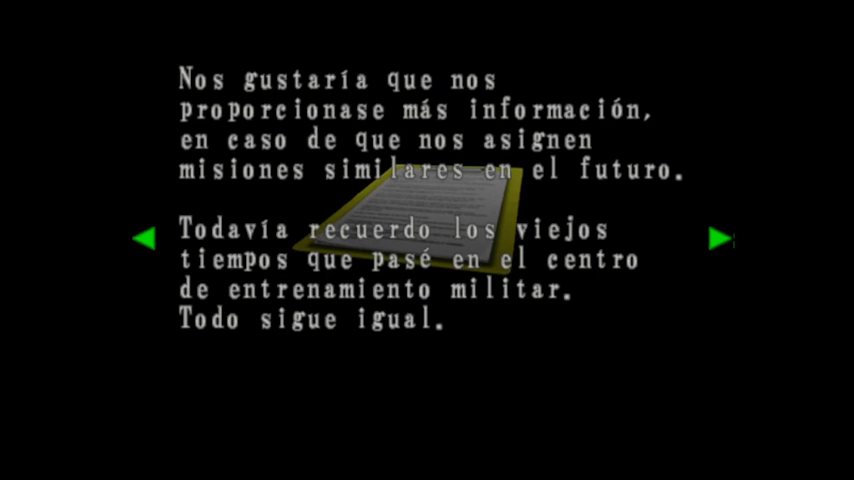 Nos gustaría que nos
proporcionase más información,
en caso de que nos asignen
misiones similares en el futuro.
Todavía recuerdo los viejos
tiempos que pasé en el centro
de entrenamiento militar.
Todo sigue igual.